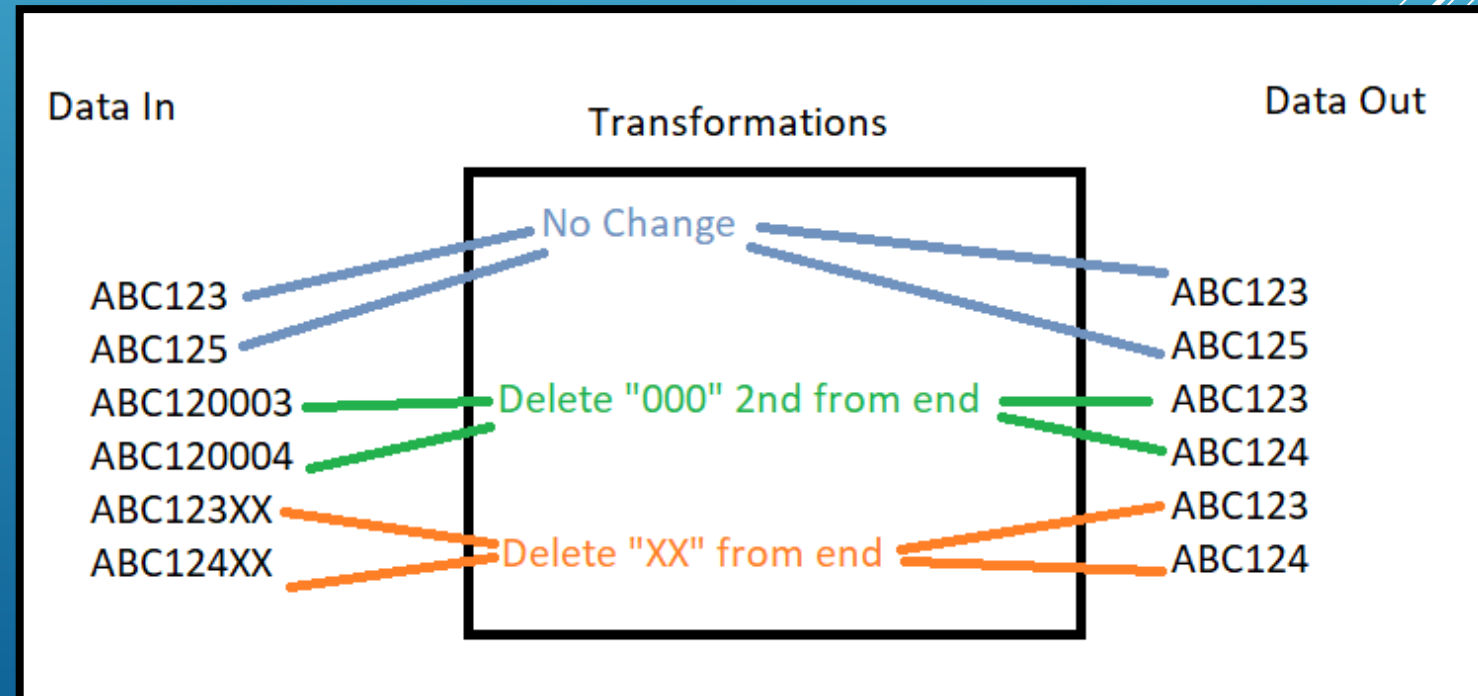 Data In
Transformations
Data Out
No Change
ABC123
ABC125
ABC120003
ABC120004
ABC123XX
ABC124XX
Delete "000" 2nd from end
Delete "XX" from end
ABC123
ABC125
ABC123
ABC124
ABC123
ABC124